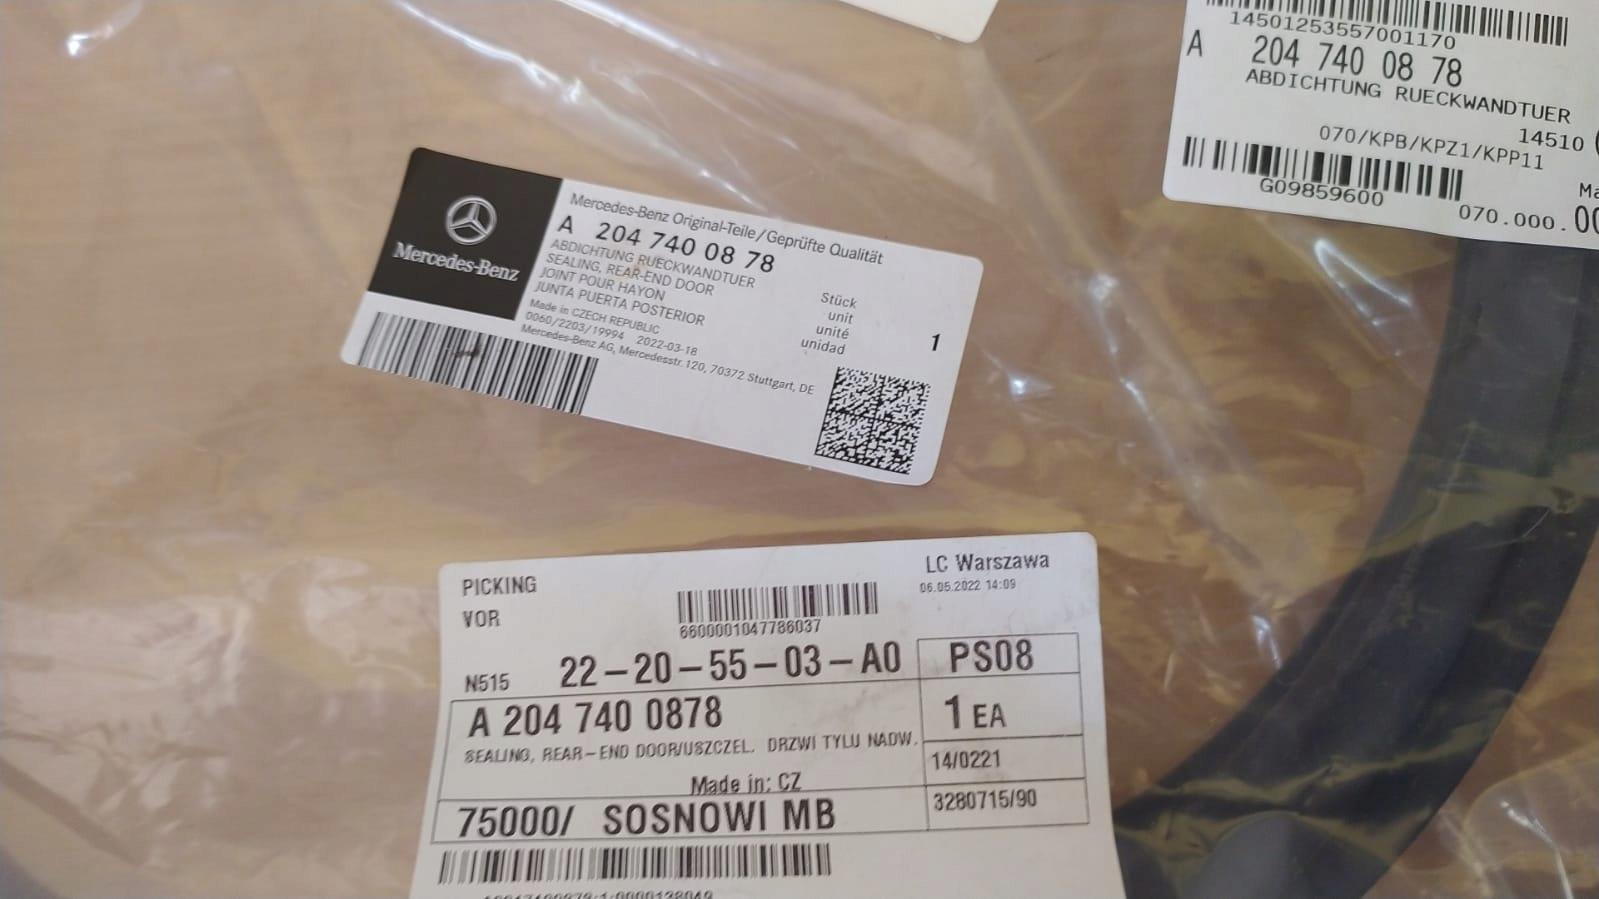 14501253557001170
A 204 740 08 78
ABDICHTUNG RUECKWANDTUER
14510
070/KPB/KPZ1/KPP11
G09859600
070.000.
Mercedes-Benz
Mercedes-Benz Original-Teile/Geprüfte Qualität
A 204 740 08 78
ABDICHTUNG RUECKWANDTUER
SEALING, REAR-END DOOR
JOINT POUR HAYON
JUNTA PUERTA POSTERIOR
Made in CZECH REPUBLIC
0060/2203/19994 2022-03-18
Mercedes-Benz AG, Mercedesstr.120, 70372 Stuttgart, DE
Stück
unit
unité
unidad
1
PICKING
VOR
LC Warszawa
06.05.2022 14:09
6600001047786037
N515 22-20-55-03-A0 PS08
A 204 740 0878
1 EA
SEALING, REAR-END DOOR/USZCZEL. DRZWI TYLU NADW.
14/0221
Made in: CZ
75000/ SOSNOWI MB
3280715/90